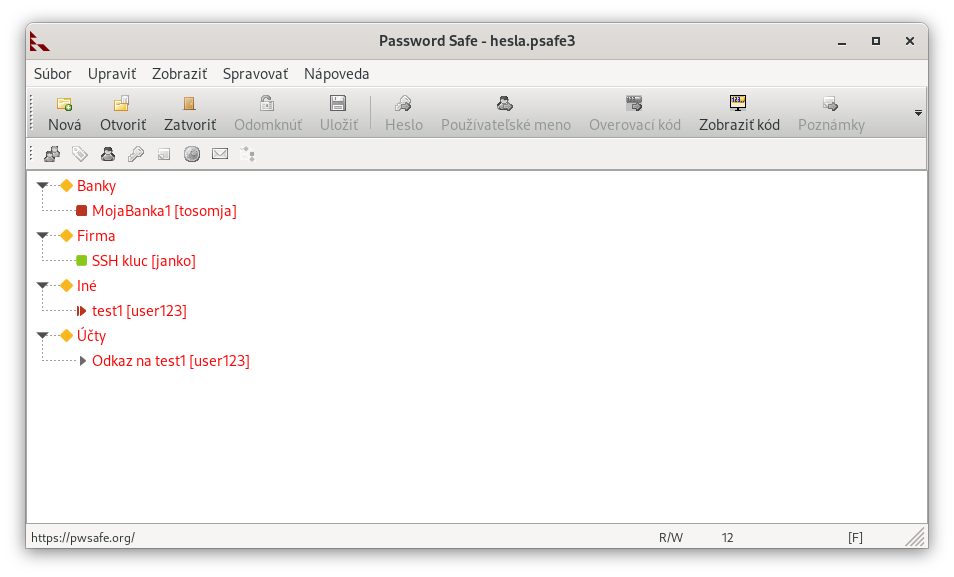 Password Safe - hesla.psafe3
Súbor Upraviť Zobraziť Spravovať Nápoveda
Nová Otvoriť Zatvoriť Odomknúť Uložiť Heslo Používateľské meno Overovací kód Zobraziť kód Poznámky
Banky
MojaBanka1 [tosomja]
Firma
SSH kluc [janko]
Iné
test1 [user123]
Účty
Odkaz na test1 [user123]
https://pwsafe.org/ R/W 12 [F]